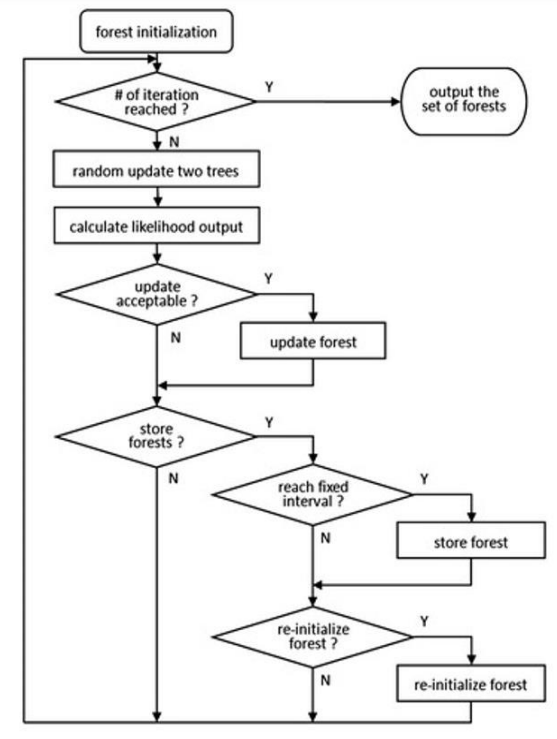 forest initialization
# of iteration
reached ?
Y
output the
set of forests
N
random update two trees
calculate likelihood output
update
acceptable ?
Y
N
update forest
store
forests ?
Y
N
reach fixed
interval ?
Y
N
store forest
re-initialize
forest ?
Y
N
re-initialize forest